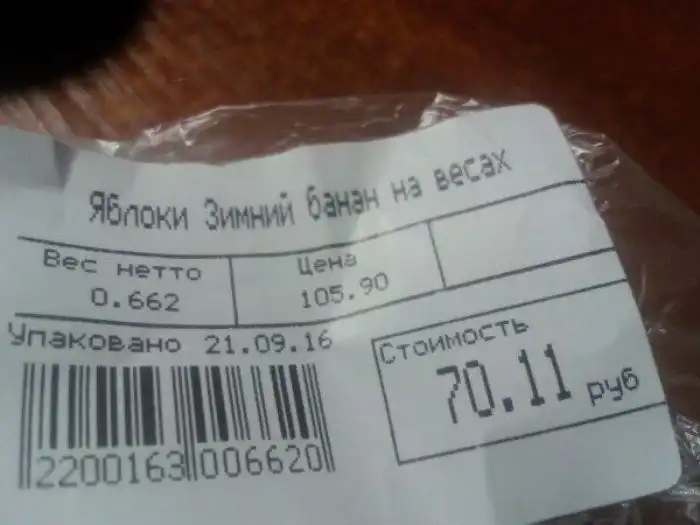 Яблоки Зимний банан на весах
Вес нетто Цена
0.662 105.90
Упаковано 21.09.16
Стоимость
70.11 руб
2200163 006620